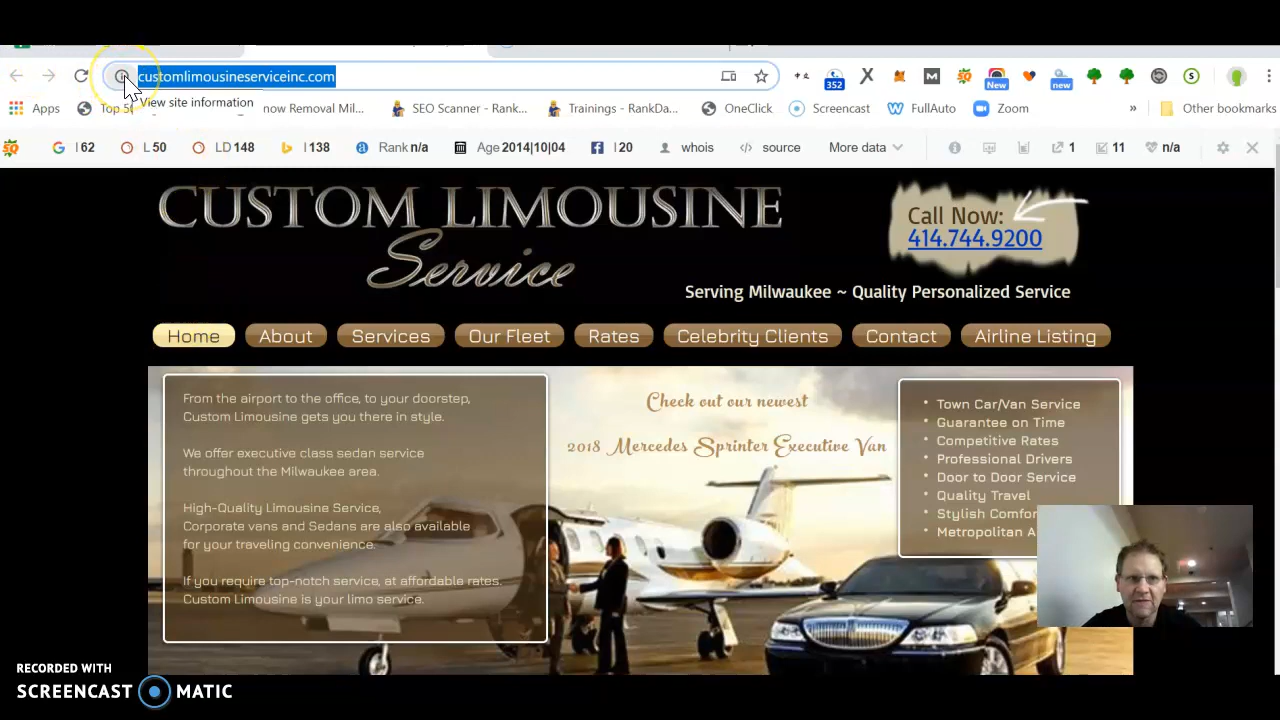 customlimousineserviceinc.com
352
New
new
Apps
View site information
now Removal Mil...
SEO Scanner - Rank...
Trainings - RankDa...
OneClick
Screencast
FullAuto
Zoom
»
Other bookmarks
I 62
L 50
LD 148
I 138
Rank n/a
Age 2014|10|04
I 20
whois
source
More data
1
11
n/a
CUSTOM LIMOUSINE
Service
Call Now:
414.744.9200
Serving Milwaukee ~ Quality Personalized Service
Home
About
Services
Our Fleet
Rates
Celebrity Clients
Contact
Airline Listing
From the airport to the office, to your doorstep,
Custom Limousine gets you there in style.
We offer executive class sedan service
throughout the Milwaukee area.
High-Quality Limousine Service,
Corporate vans and Sedans are also available
for your traveling convenience.
If you require top-notch service, at affordable rates.
Custom Limousine is your limo service.
Check out our newest
2018 Mercedes Sprinter Executive Van
• Town Car/Van Service
• Guarantee on Time
• Competitive Rates
• Professional Drivers
• Door to Door Service
• Quality Travel
• Stylish Comfor
• Metropolitan A
RECORDED WITH
SCREENCAST MATIC